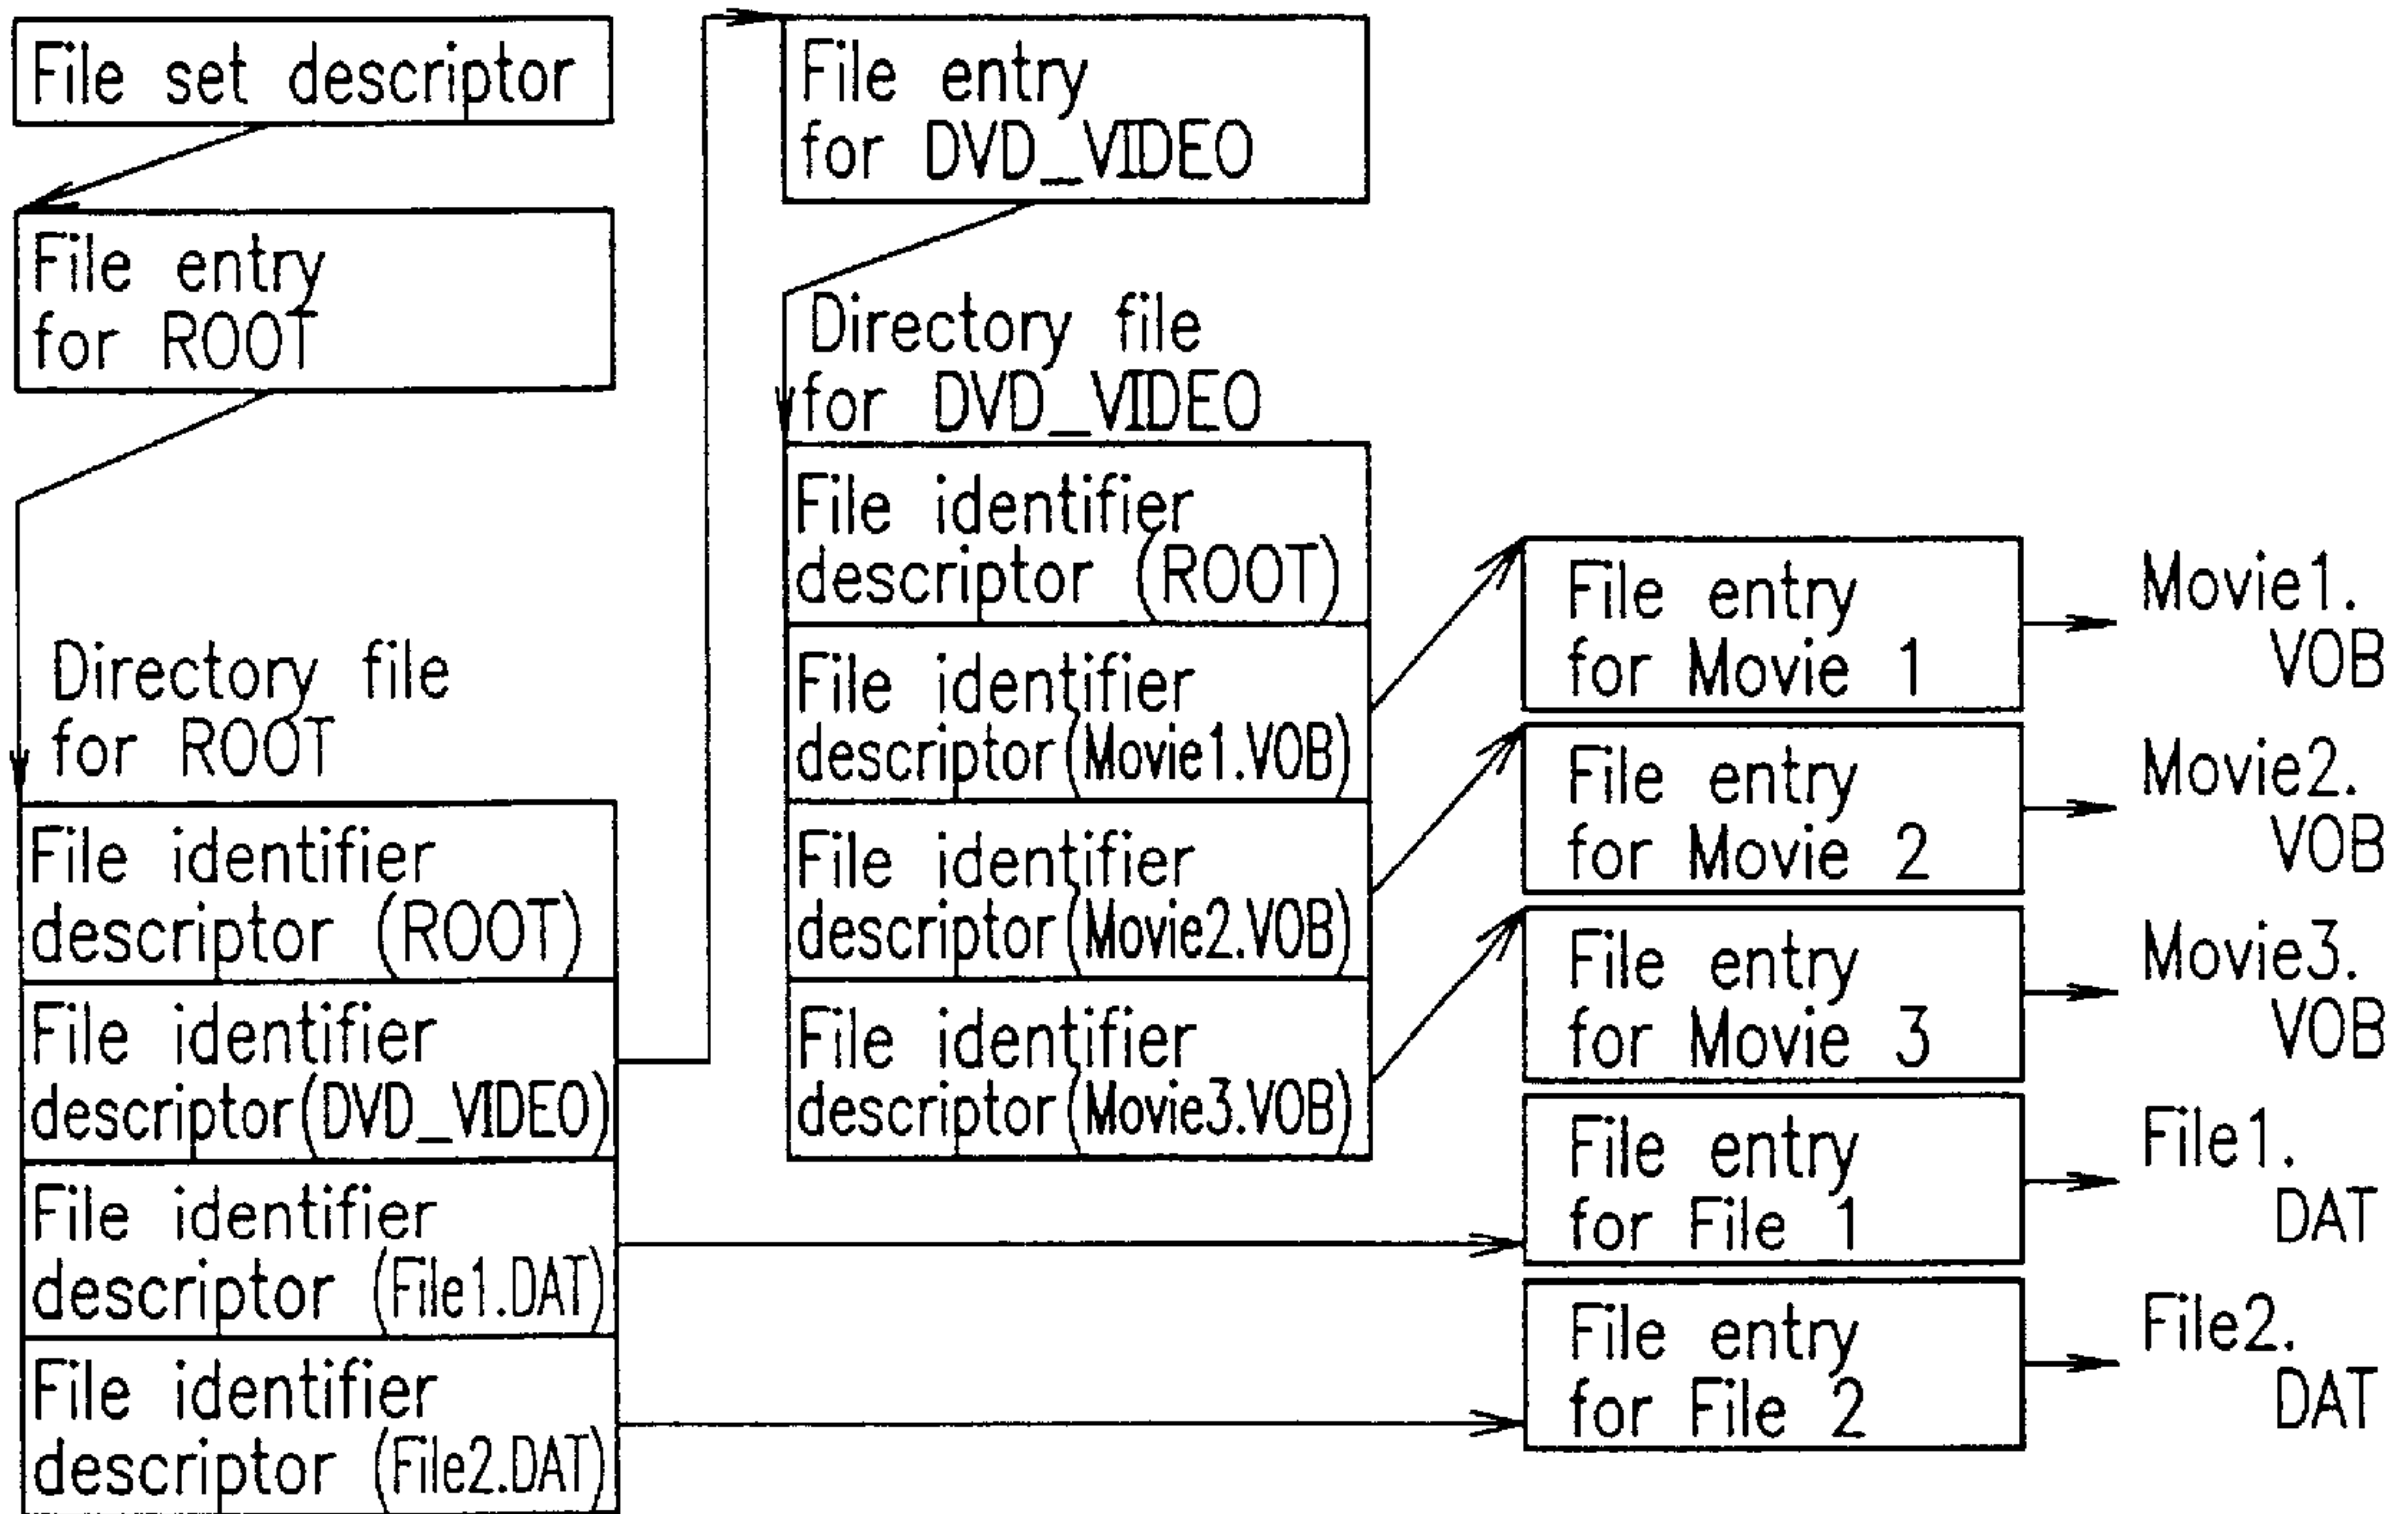 File set descriptor
File entry
for ROOT
Directory file
for ROOT
File identifier
descriptor (ROOT)
File identifier
descriptor(DVD_VIDEO)
File identifier
descriptor (File1.DAT)
File identifier
descriptor (File2.DAT)
File entry
for DVD_VIDEO
Directory file
for DVD_VIDEO
File identifier
descriptor (ROOT)
File identifier
descriptor(Movie1.VOB)
File identifier
descriptor(Movie2.VOB)
File identifier
descriptor(Movie3.VOB)
File entry
for Movie 1
Movie1.
VOB
File entry
for Movie 2
Movie2.
VOB
File entry
for Movie 3
Movie3.
VOB
File entry
for File 1
File1.
DAT
File entry
for File 2
File2.
DAT